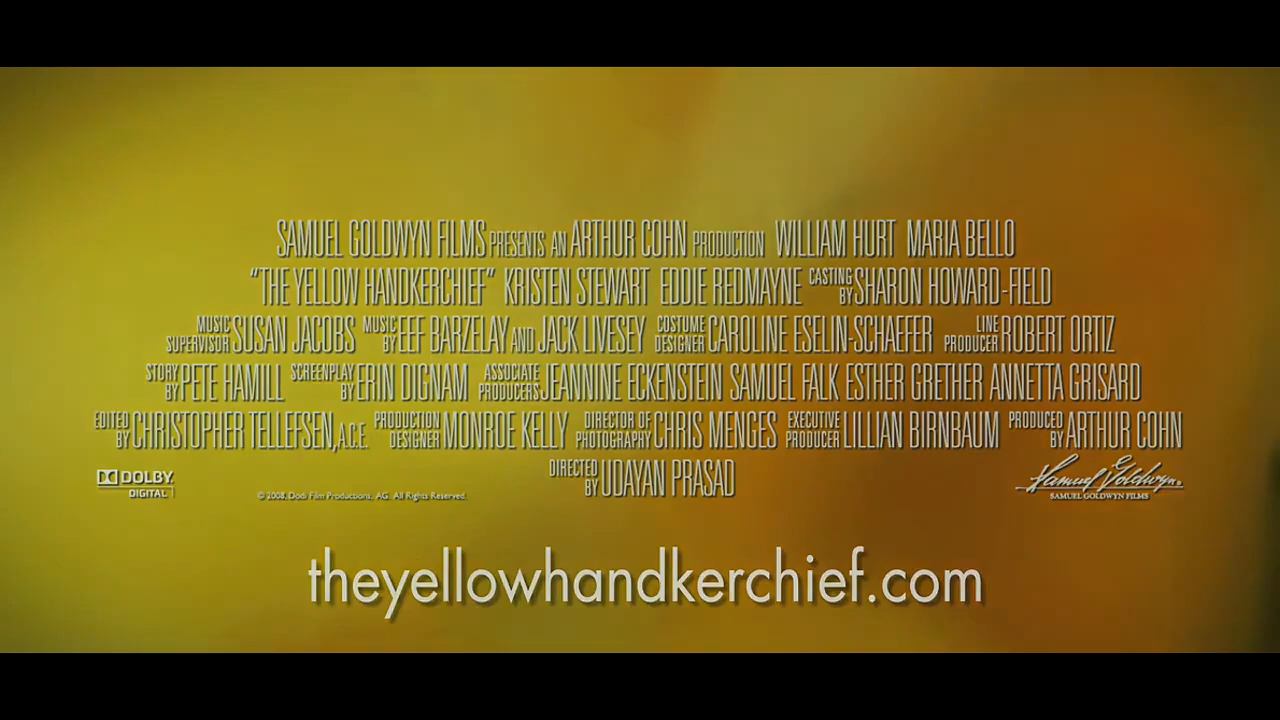 SAMUEL GOLDWYN FILMS PRESENTS AN ARTHUR COHN PRODUCTION WILLIAM HURT MARIA BELLO
"THE YELLOW HANDKERCHIEF" KRISTEN STEWART EDDIE REDMAYNE CASTING BY SHARON HOWARD-FIELD
MUSIC SUPERVISOR SUSAN JACOBS MUSIC BY EEF BARZELAY AND JACK LIVESEY COSTUME DESIGNER CAROLINE ESELIN-SCHAEFER LINE PRODUCER ROBERT ORTIZ
STORY BY PETE HAMILL SCREENPLAY BY ERIN DIGNAM ASSOCIATE PRODUCERS JEANNINE ECKENSTEIN SAMUEL FALK ESTHER GRETHER ANNETTA GRISARD
EDITED BY CHRISTOPHER TELLEFSEN, A.C.E. PRODUCTION DESIGNER MONROE KELLY DIRECTOR OF PHOTOGRAPHY CHRIS MENGES EXECUTIVE PRODUCER LILLIAN BIRNBAUM PRODUCED BY ARTHUR COHN
DIRECTED BY UDAYAN PRASAD
DOLBY
DIGITAL
© 2008, Dodi Film Productions, AG. All Rights Reserved.
Samuel Goldwyn.
SAMUEL GOLDWYN FILMS
theyellowhandkerchief.com